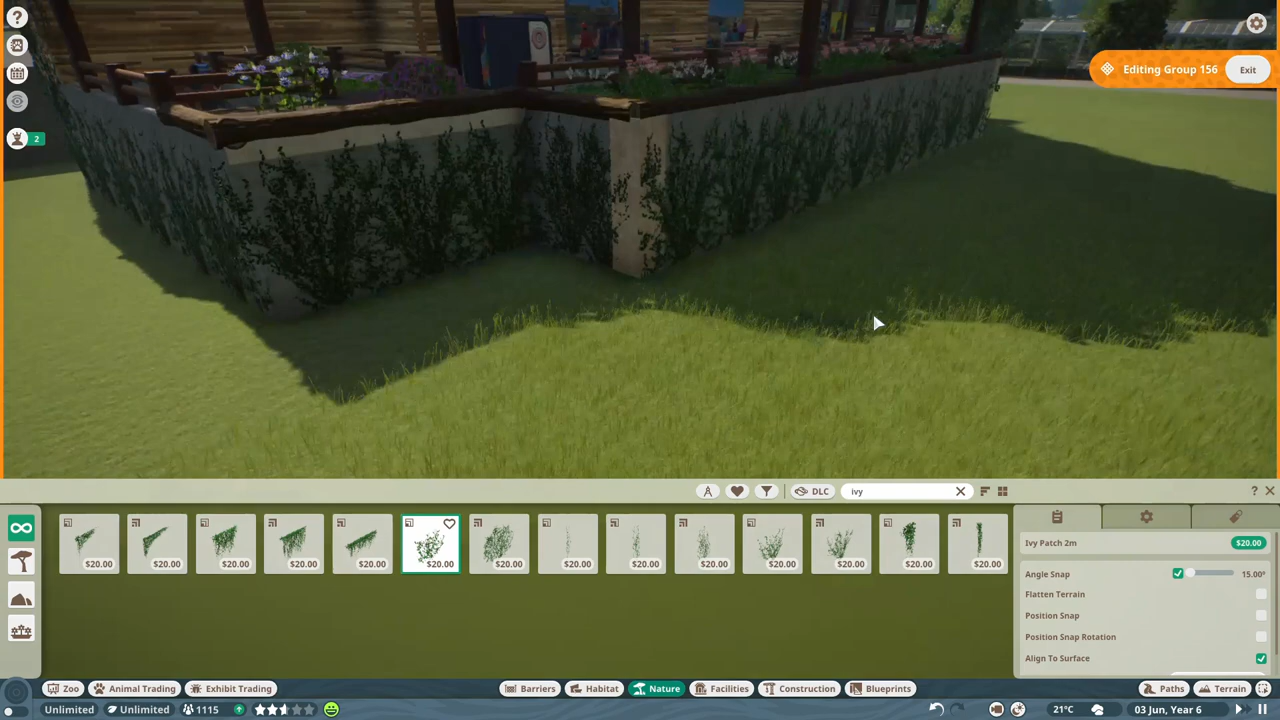 ?
Editing Group 156
Exit
2
DLC
ivy
?
$20.00
$20.00
$20.00
$20.00
$20.00
$20.00
$20.00
$20.00
$20.00
$20.00
$20.00
$20.00
$20.00
$20.00
Ivy Patch 2m
$20.00
Angle Snap
15.00°
Flatten Terrain
Position Snap
Position Snap Rotation
Align To Surface
Zoo
Animal Trading
Exhibit Trading
Barriers
Habitat
Nature
Facilities
Construction
Blueprints
Paths
Terrain
Unlimited
Unlimited
1115
21°C
03 Jun, Year 6